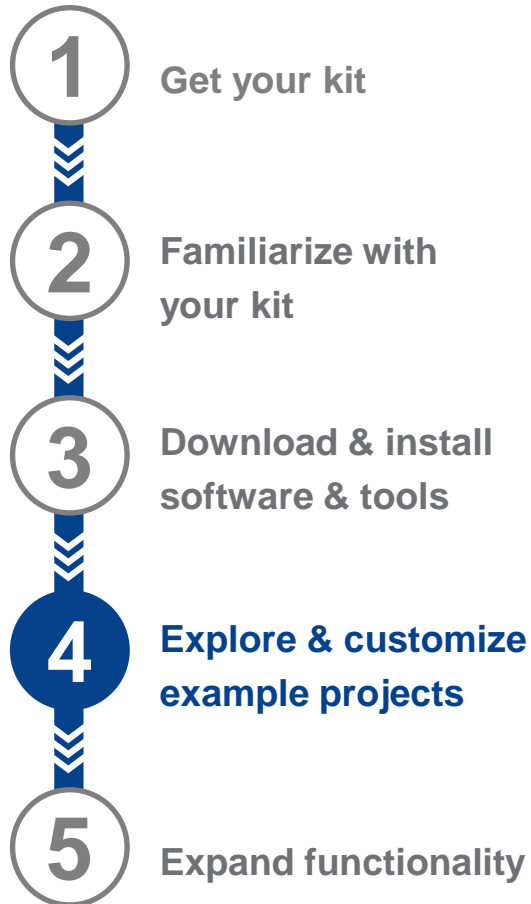 1
Get your kit
2
Familiarize with
your kit
3
Download & install
software & tools
4
Explore & customize
example projects
5
Expand functionality